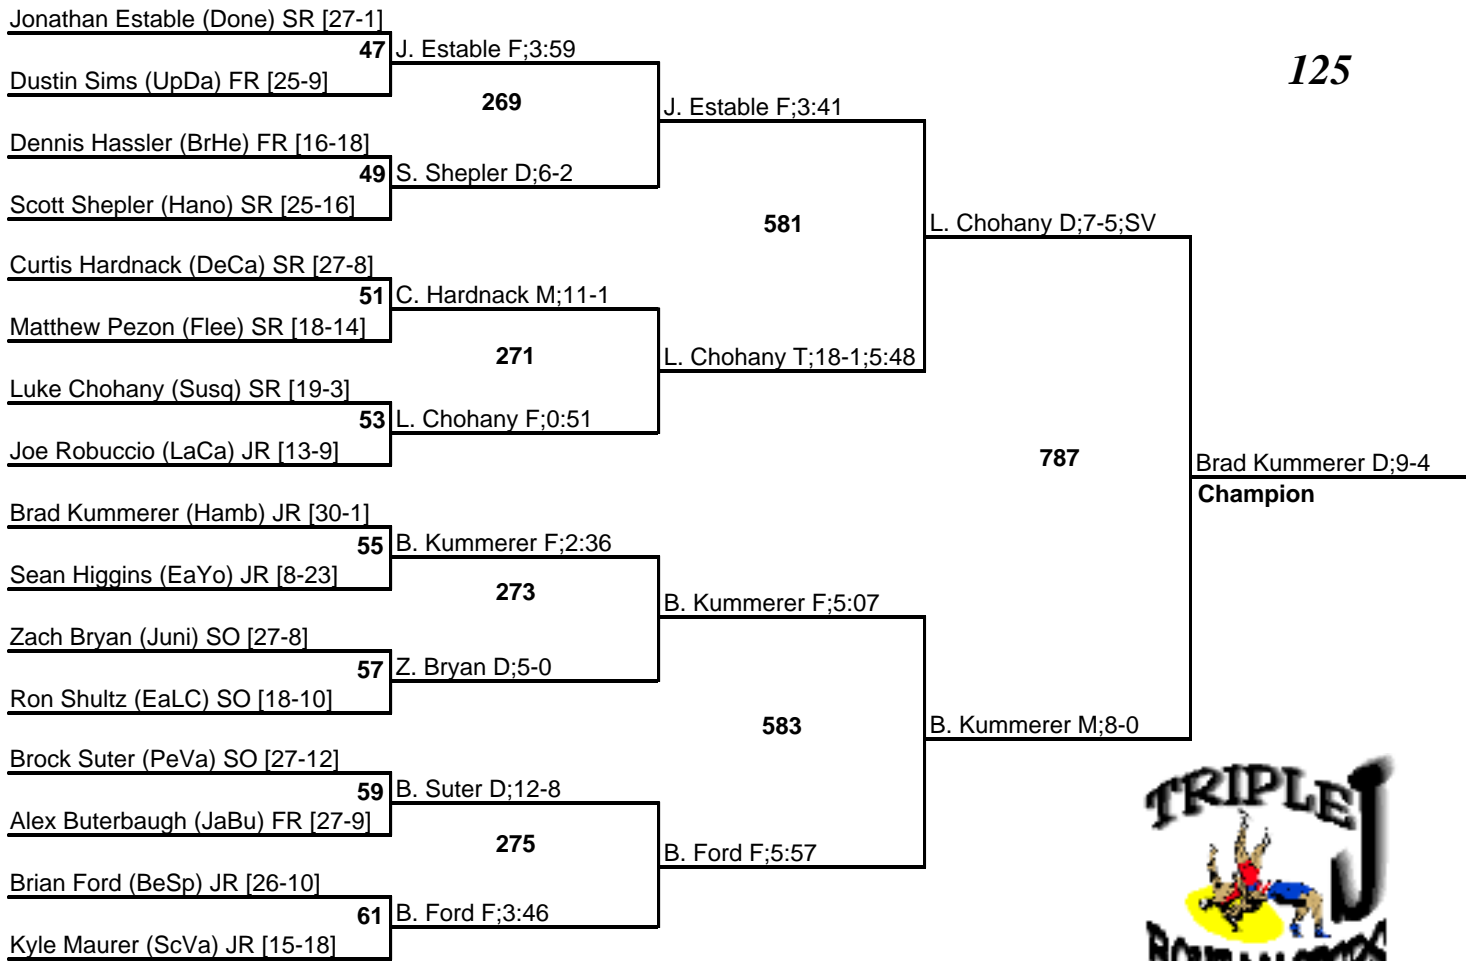 Jonathan Estable (Done) SR [27-1]
47 J. Estable F;3:59
125
Dustin Sims (UpDa) FR [25-9]
269
J. Estable F;3:41
Dennis Hassler (BrHe) FR [16-18]
49 S. Shepler D;6-2
Scott Shepler (Hano) SR [25-16]
581
L. Chohany D;7-5;SV
Curtis Hardnack (DeCa) SR [27-8]
51 C. Hardnack M;11-1
Matthew Pezon (Flee) SR [18-14]
271
L. Chohany T;18-1;5:48
Luke Chohany (Susq) SR [19-3]
53 L. Chohany F;0:51
Joe Robuccio (LaCa) JR [13-9]
787
Brad Kummerer D;9-4
Champion
Brad Kummerer (Hamb) JR [30-1]
55 B. Kummerer F;2:36
Sean Higgins (EaYo) JR [8-23]
273
B. Kummerer F;5:07
Zach Bryan (Juni) SO [27-8]
57 Z. Bryan D;5-0
Ron Shultz (EaLC) SO [18-10]
583
B. Kummerer M;8-0
Brock Suter (PeVa) SO [27-12]
59 B. Suter D;12-8
Alex Buterbaugh (JaBu) FR [27-9]
275
B. Ford F;5:57
Brian Ford (BeSp) JR [26-10]
61 B. Ford F;3:46
Kyle Maurer (ScVa) JR [15-18]
TRIPLE J